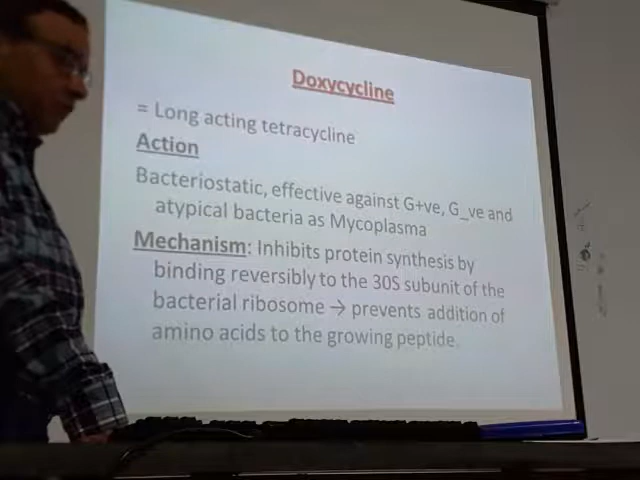 Doxycycline
= Long acting tetracycline
Action
Bacteriostatic, effective against G+ve, G_ve and
atypical bacteria as Mycoplasma
Mechanism: Inhibits protein synthesis by
binding reversibly to the 30S subunit of the
bacterial ribosome → prevents addition of
amino acids to the growing peptide.